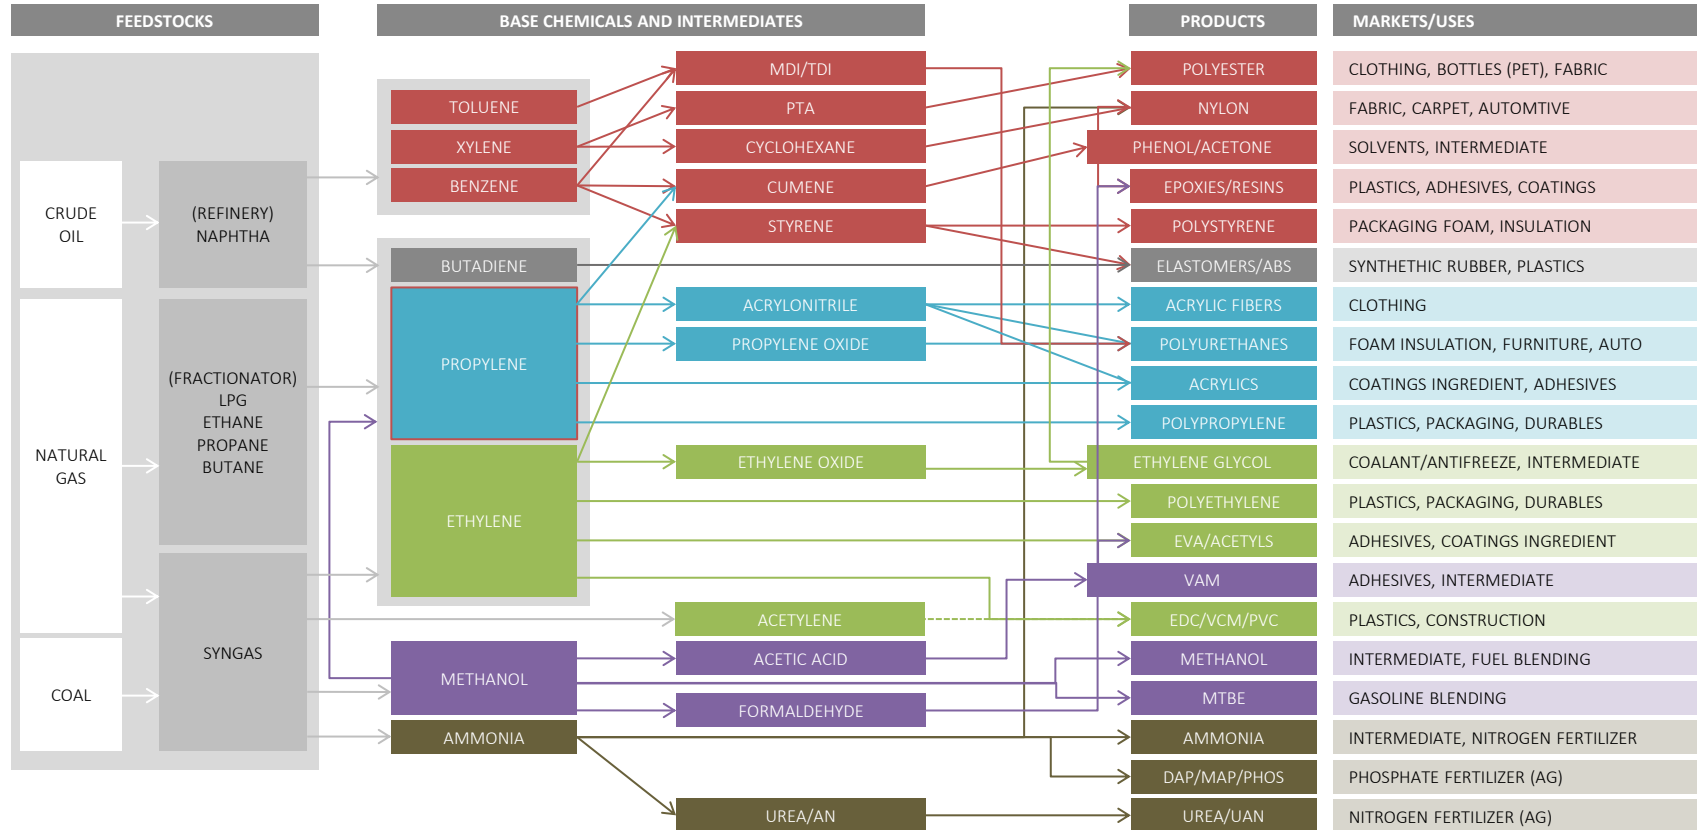 FEEDSTOCKS
BASE CHEMICALS AND INTERMEDIATES
PRODUCTS
MARKETS/USES
CRUDE
OIL
NATURAL
GAS
COAL
(REFINERY)
NAPHTHA
(FRACTIONATOR)
LPG
ETHANE
PROPANE
BUTANE
SYNGAS
TOLUENE
XYLENE
BENZENE
BUTADIENE
PROPYLENE
ETHYLENE
METHANOL
AMMONIA
MDI/TDI
PTA
CYCLOHEXANE
CUMENE
STYRENE
ACRYLONITRILE
PROPYLENE OXIDE
ETHYLENE OXIDE
ACETYLENE
ACETIC ACID
FORMALDEHYDE
UREA/AN
POLYESTER
NYLON
PHENOL/ACETONE
EPOXIES/RESINS
POLYSTYRENE
ELASTOMERS/ABS
ACRYLIC FIBERS
POLYURETHANES
ACRYLICS
POLYPROPYLENE
ETHYLENE GLYCOL
POLYETHYLENE
EVA/ACETYLS
VAM
EDC/VCM/PVC
METHANOL
MTBE
AMMONIA
DAP/MAP/PHOS
UREA/UAN
CLOTHING, BOTTLES (PET), FABRIC
FABRIC, CARPET, AUTOMTIVE
SOLVENTS, INTERMEDIATE
PLASTICS, ADHESIVES, COATINGS
PACKAGING FOAM, INSULATION
SYNTHETHIC RUBBER, PLASTICS
CLOTHING
FOAM INSULATION, FURNITURE, AUTO
COATINGS INGREDIENT, ADHESIVES
PLASTICS, PACKAGING, DURABLES
COALANT/ANTIFREEZE, INTERMEDIATE
PLASTICS, PACKAGING, DURABLES
ADHESIVES, COATINGS INGREDIENT
ADHESIVES, INTERMEDIATE
PLASTICS, CONSTRUCTION
INTERMEDIATE, FUEL BLENDING
GASOLINE BLENDING
INTERMEDIATE, NITROGEN FERTILIZER
PHOSPHATE FERTILIZER (AG)
NITROGEN FERTILIZER (AG)